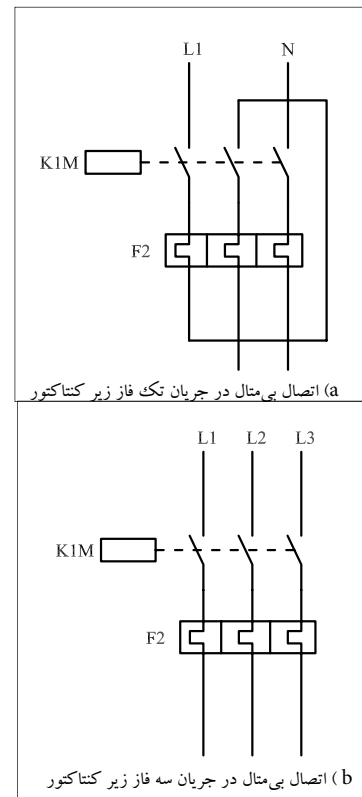 L1 N
K1M
F2
a) اتصال بی‌متال در جریان تک فاز زیر کنتاکتور
L1 L2 L3
K1M
F2
b) اتصال بی‌متال در جریان سه فاز زیر کنتاکتور